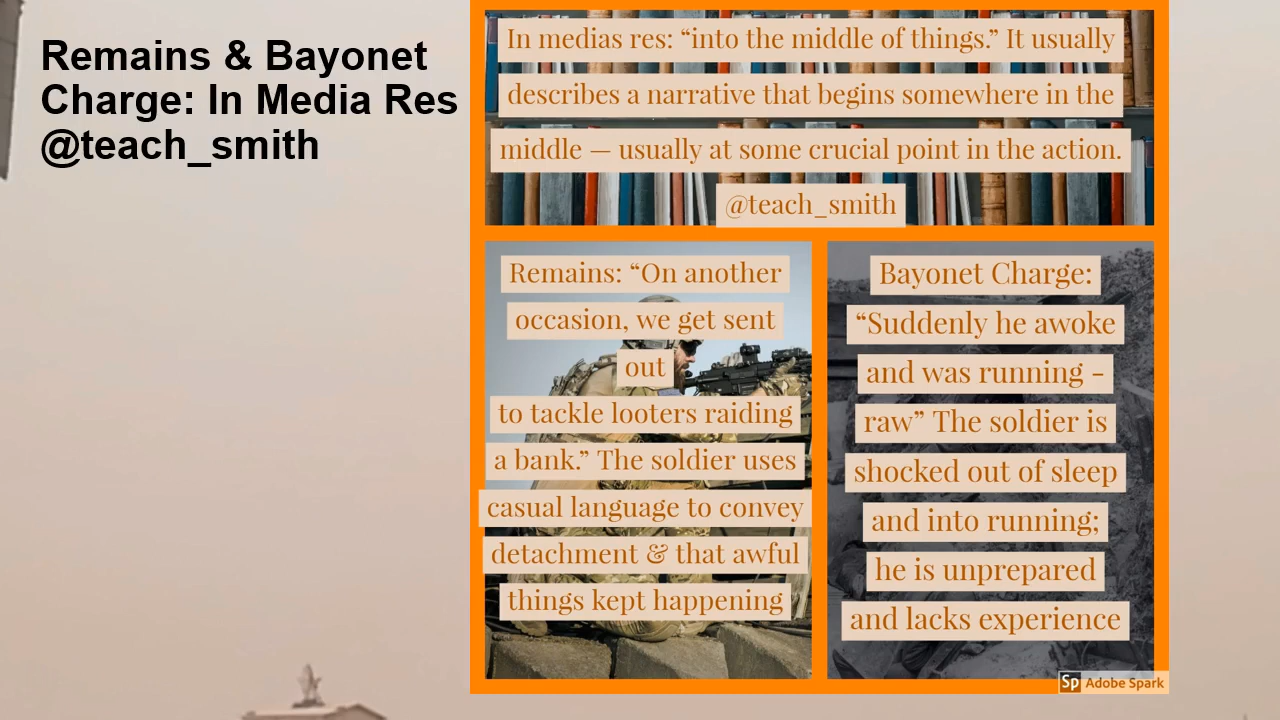 Remains & Bayonet
Charge: In Media Res
@teach_smith
In medias res: “into the middle of things.” It usually
describes a narrative that begins somewhere in the
middle — usually at some crucial point in the action.
@teach_smith
Remains: “On another
occasion, we get sent
out
to tackle looters raiding
a bank.” The soldier uses
casual language to convey
detachment & that awful
things kept happening
Bayonet Charge:
“Suddenly he awoke
and was running -
raw” The soldier is
shocked out of sleep
and into running;
he is unprepared
and lacks experience
Sp Adobe Spark